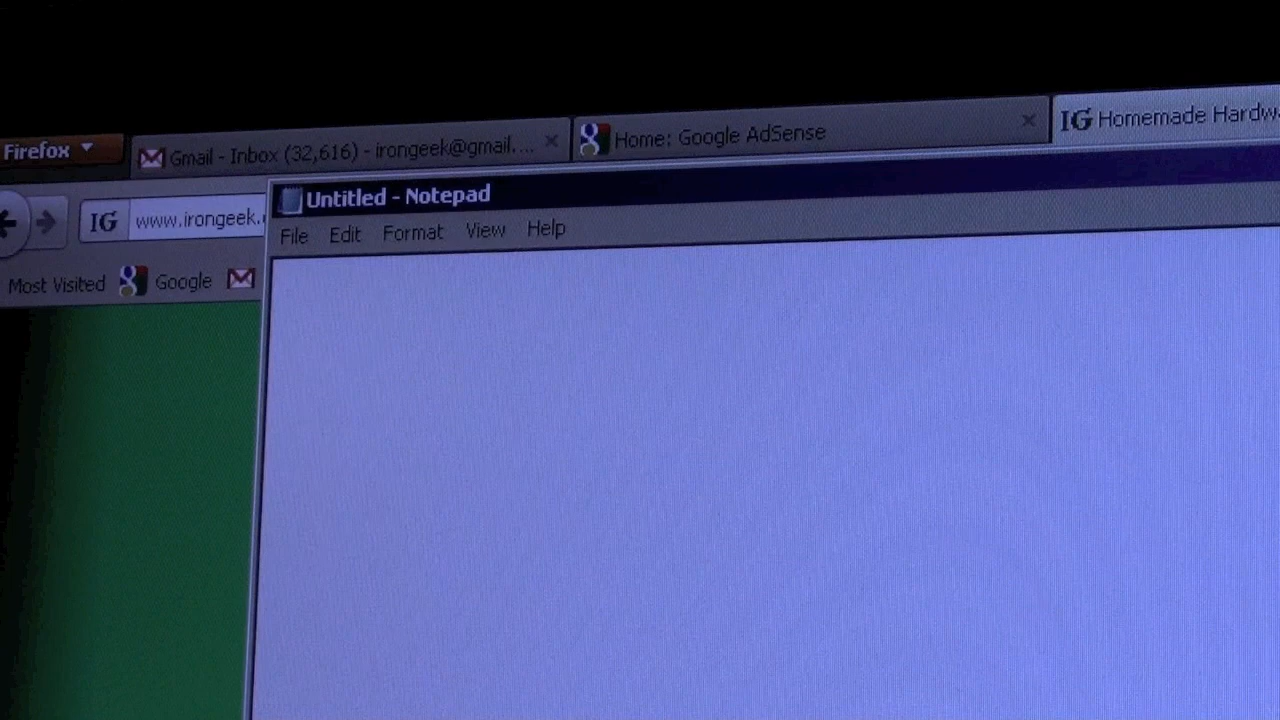 Firefox
Gmail - Inbox (32,616) - irongeek@gmail....
Home: Google AdSense
IG Homemade
IG www.irongeek.
Untitled - Notepad
File Edit Format View Help
Most Visited Google